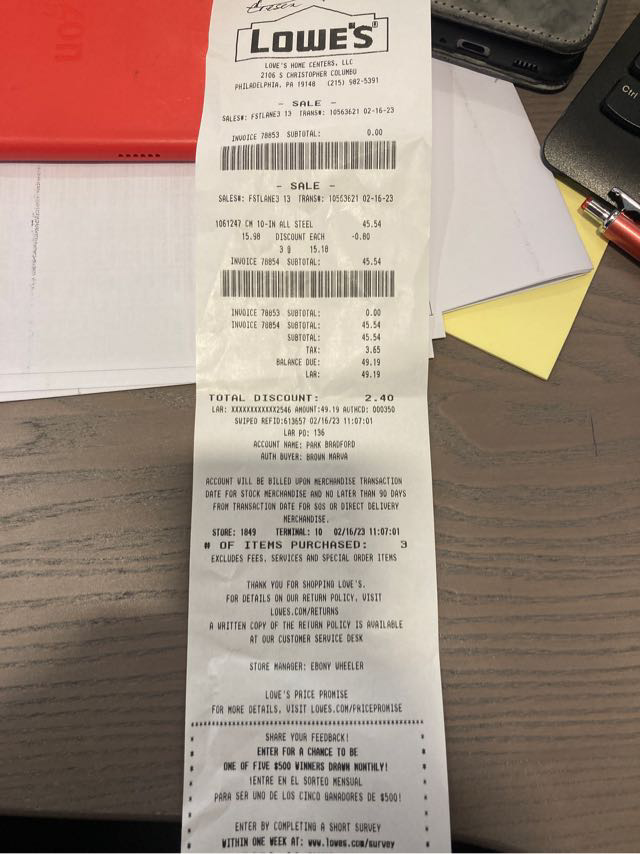 LOWE'S
LOWE'S HOME CENTERS, LLC
2106 S CHRISTOPHER COLUMBU
PHILADELPHIA, PA 19148 (215) 982-5391
- SALE -
SALES#: FSTLANE3 13 TRANS#: 10563621 02-16-23
INVOICE 78853 SUBTOTAL: 0.00
- SALE -
SALES#: FSTLANE3 13 TRANS#: 10563621 02-16-23
1061247 CM 10-IN ALL STEEL 45.54
15.98 DISCOUNT EACH -0.80
3 @ 15.18
INVOICE 78854 SUBTOTAL: 45.54
INVOICE 78853 SUBTOTAL: 0.00
INVOICE 78854 SUBTOTAL: 45.54
SUBTOTAL: 45.54
TAX: 3.65
BALANCE DUE: 49.19
LAR: 49.19
TOTAL DISCOUNT: 2.40
LAR: XXXXXXXXXXXX2546 AMOUNT:49.19 AUTHCD: 000350
SWIPED REFID:613657 02/16/23 11:07:01
LAR PO: 136
ACCOUNT NAME: PARK BRADFORD
AUTH BUYER: BROWN MARVA
ACCOUNT WILL BE BILLED UPON MERCHANDISE TRANSACTION
DATE FOR STOCK MERCHANDISE AND NO LATER THAN 90 DAYS
FROM TRANSACTION DATE FOR SOS OR DIRECT DELIVERY
MERCHANDISE.
STORE: 1849 TERMINAL: 10 02/16/23 11:07:01
# OF ITEMS PURCHASED: 3
EXCLUDES FEES, SERVICES AND SPECIAL ORDER ITEMS
THANK YOU FOR SHOPPING LOWE'S.
FOR DETAILS ON OUR RETURN POLICY, VISIT
LOWES.COM/RETURNS
A WRITTEN COPY OF THE RETURN POLICY IS AVAILABLE
AT OUR CUSTOMER SERVICE DESK
STORE MANAGER: EBONY WHEELER
LOWE'S PRICE PROMISE
FOR MORE DETAILS, VISIT LOWES.COM/PRICEPROMISE
SHARE YOUR FEEDBACK!
ENTER FOR A CHANCE TO BE
ONE OF FIVE $500 WINNERS DRAWN MONTHLY!
¡ENTRE EN EL SORTEO MENSUAL
PARA SER UNO DE LOS CINCO GANADORES DE $500!
ENTER BY COMPLETING A SHORT SURVEY
WITHIN ONE WEEK AT: www.lowes.com/survey
Ctrl